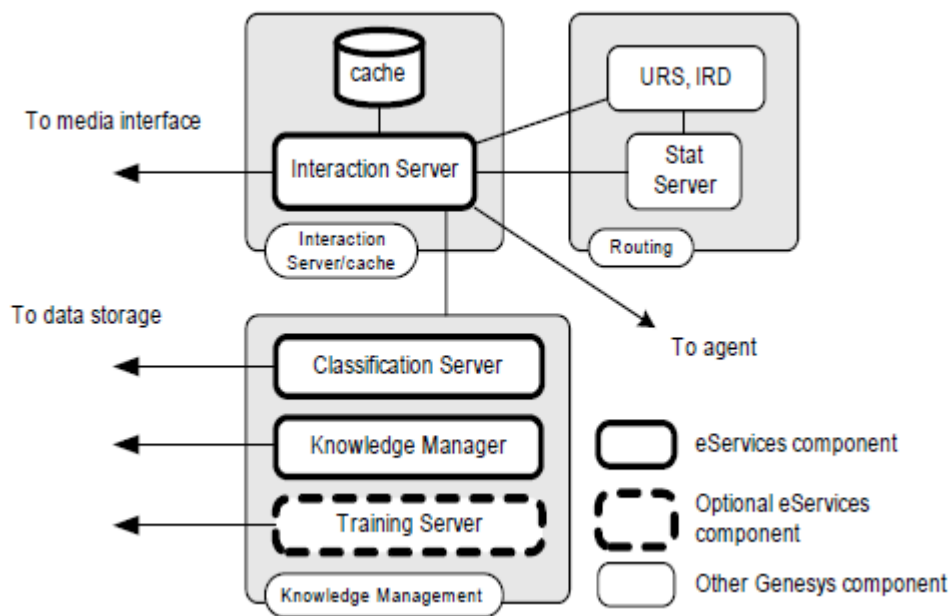 cache
URS, IRD
To media interface
Interaction Server
Stat
Server
Interaction
Server/cache
Routing
To data storage
To agent
Classification Server
Knowledge Manager
eServices component
Training Server
Optional eServices
component
Other Genesys component
Knowledge Management